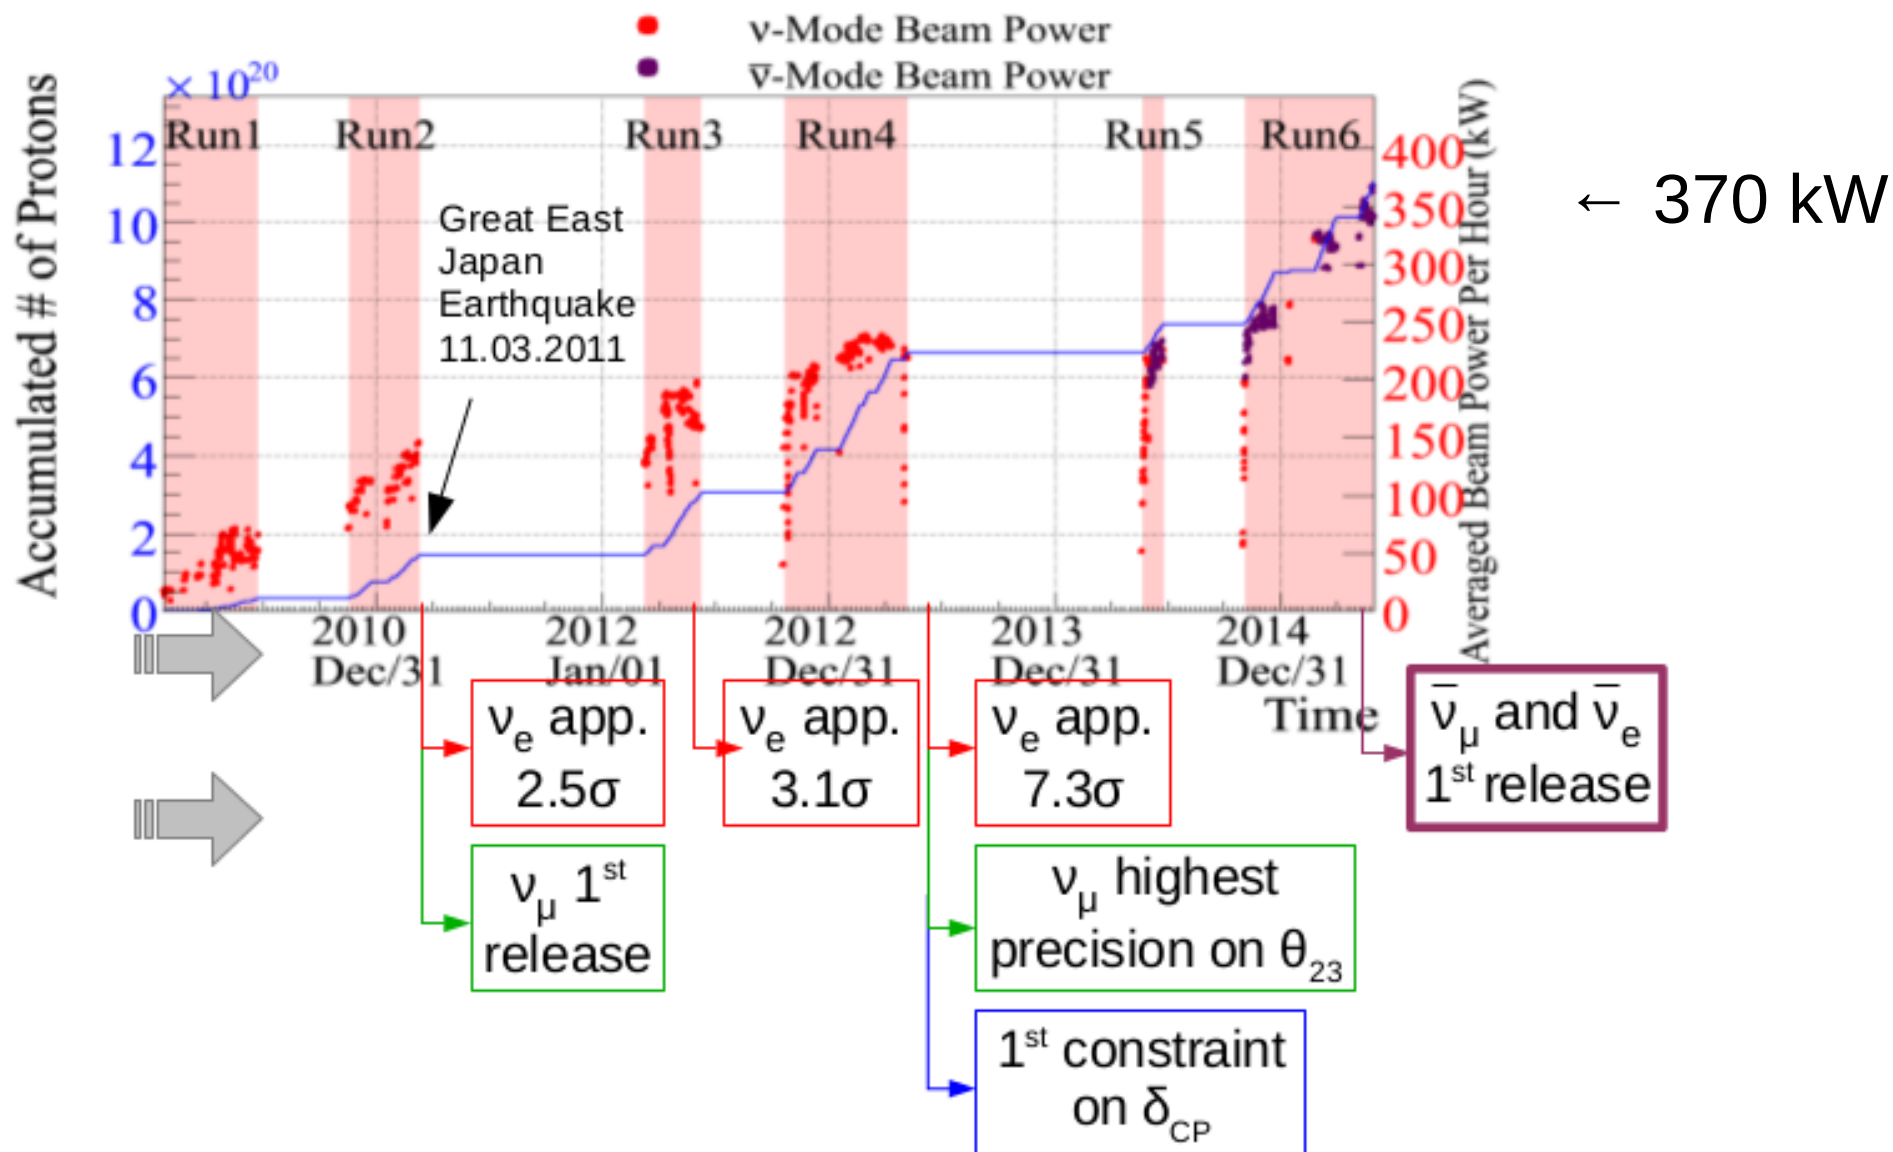 ν-Mode Beam Power
ν̅-Mode Beam Power
× 10²⁰
Accumulated # of Protons
12
10
8
6
4
2
0
Run1 Run2 Run3 Run4 Run5 Run6
Great East
Japan
Earthquake
11.03.2011
400
350
300
250
200
150
100
50
0
Averaged Beam Power Per Hour (kW)
← 370 kW
2010 2012 2012 2013 2014
Dec/31 Jan/01 Dec/31 Dec/31 Dec/31
Time
νe app.
2.5σ
νe app.
3.1σ
νe app.
7.3σ
ν̅μ and ν̅e
1st release
νμ 1st
release
νμ highest
precision on θ23
1st constraint
on δCP